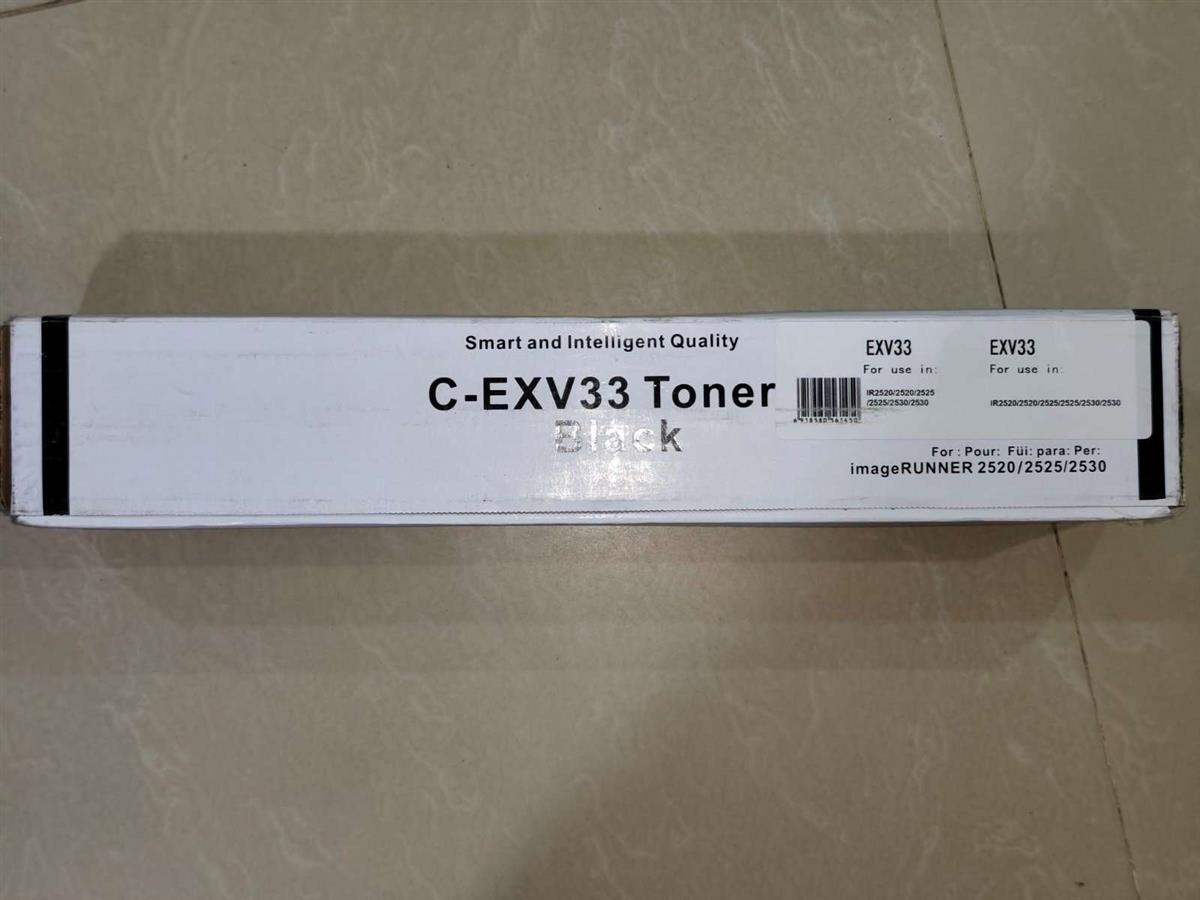 Smart and Intelligent Quality
C-EXV33 Toner
Black
EXV33
For use in:
IR2520/2520/2525
/2525/2530/2530
EXV33
For use in:
IR2520/2520/2525/2525/2530/2530
For : Pour: Füi: para: Per:
imageRUNNER 2520/2525/2530